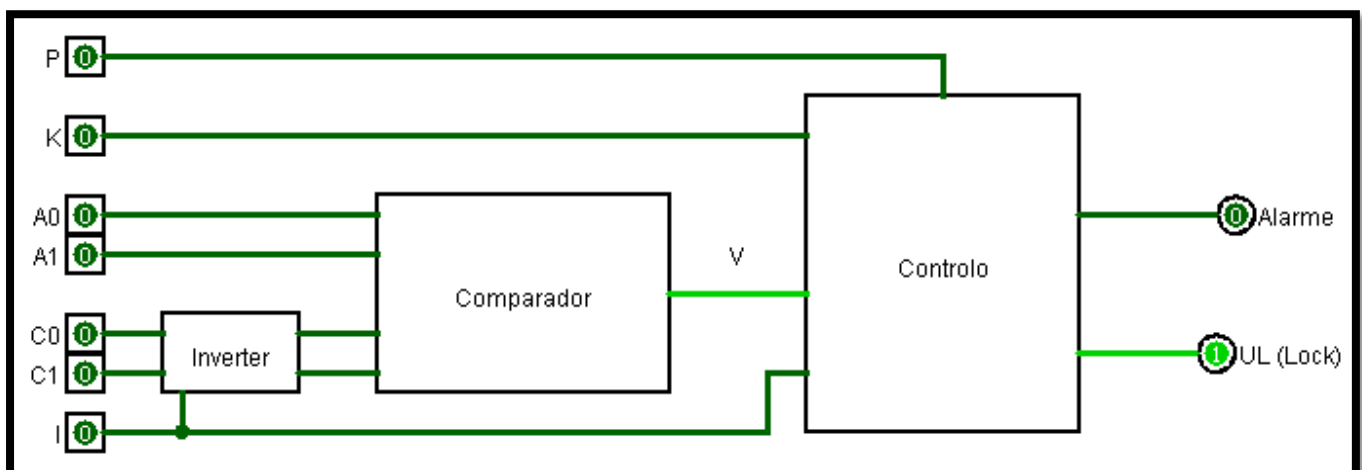 P 0
K 0
A0 0
A1 0
C0 0
C1 0
I 0
Inverter
Comparador
V
Controlo
0 Alarme
1 UL (Lock)